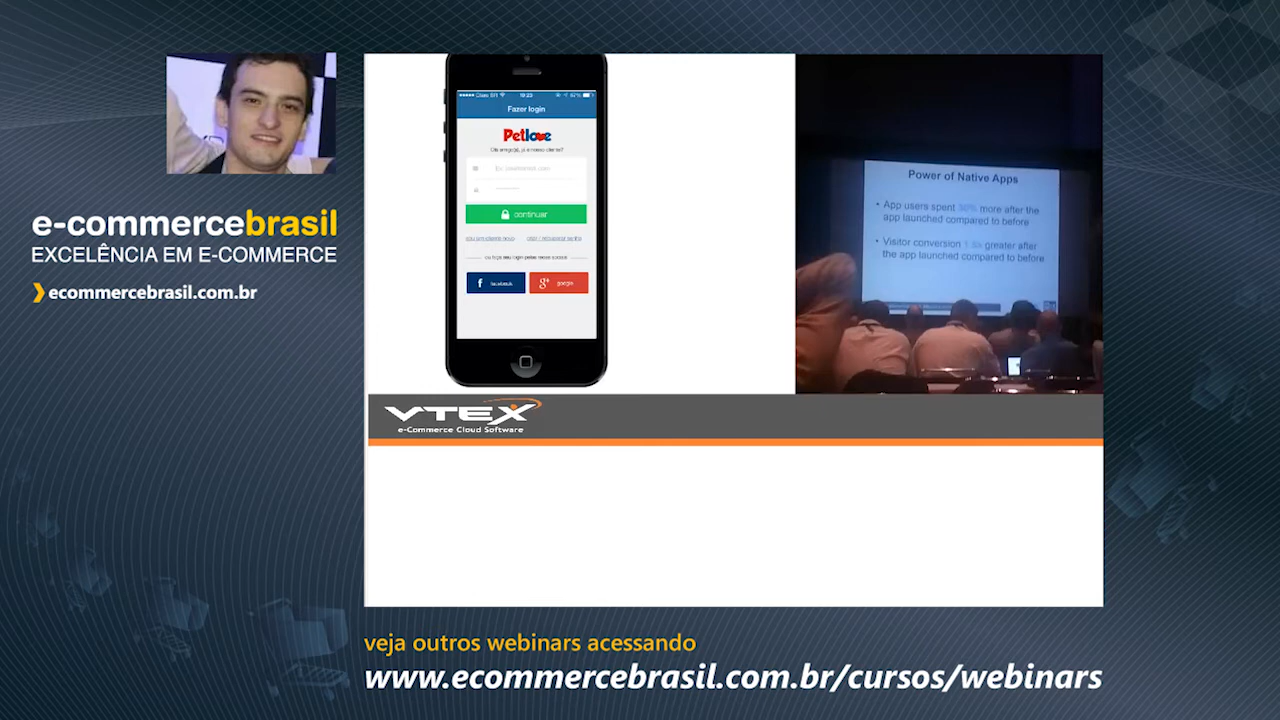 e-commercebrasil
EXCELÊNCIA EM E-COMMERCE
ecommercebrasil.com.br
Fazer login
Petlove
continuar
facebook
google
Power of Native Apps
• App users spent 30% more after the
app launched compared to before
• Visitor conversion greater after
the app launched compared to before
VTEX
e-Commerce Cloud Software
veja outros webinars acessando
www.ecommercebrasil.com.br/cursos/webinars